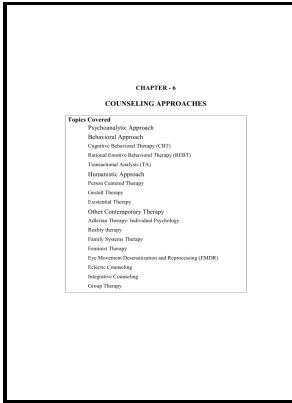 CHAPTER - 6
COUNSELING APPROACHES
Topics Covered
Psychoanalytic Approach
Behavioral Approach
Cognitive Behavioral Therapy (CBT)
Rational Emotive Behavioral Therapy (REBT)
Transactional Analysis (TA)
Humanistic Approach
Person Centered Therapy
Gestalt Therapy
Existential Therapy
Other Contemporary Therapy
Adlerian Therapy/ Individual Psychology
Reality therapy
Family Systems Therapy
Feminist Therapy
Eye Movement Desensitization and Reprocessing (EMDR)
Eclectic Counseling
Integrative Counseling
Group Therapy